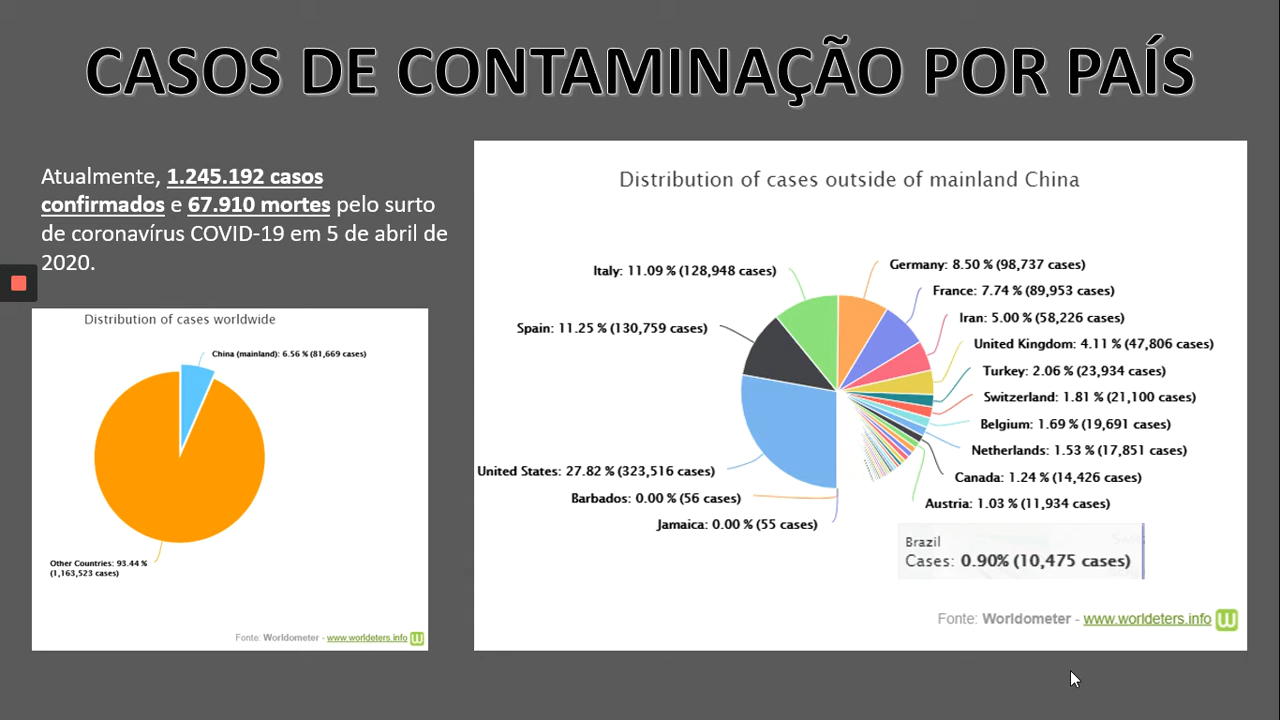 CASOS DE CONTAMINAÇÃO POR PAÍS
Atualmente, 1.245.192 casos
confirmados e 67.910 mortes pelo surto
de coronavírus COVID-19 em 5 de abril de
2020.
Distribution of cases worldwide
China (mainland): 6.56 % (81,669 cases)
Other Countries: 93.44 %
(1,163,523 cases)
Fonte: Worldometer - www.worldeters.info
W
Distribution of cases outside of mainland China
Italy: 11.09 % (128,948 cases)
Spain: 11.25 % (130,759 cases)
United States: 27.82 % (323,516 cases)
Barbados: 0.00 % (56 cases)
Jamaica: 0.00 % (55 cases)
Germany: 8.50 % (98,737 cases)
France: 7.74 % (89,953 cases)
Iran: 5.00 % (58,226 cases)
United Kingdom: 4.11 % (47,806 cases)
Turkey: 2.06 % (23,934 cases)
Switzerland: 1.81 % (21,100 cases)
Belgium: 1.69 % (19,691 cases)
Netherlands: 1.53 % (17,851 cases)
Canada: 1.24 % (14,426 cases)
Austria: 1.03 % (11,934 cases)
Brazil
Cases: 0.90% (10,475 cases)
Fonte: Worldometer - www.worldeters.info
W